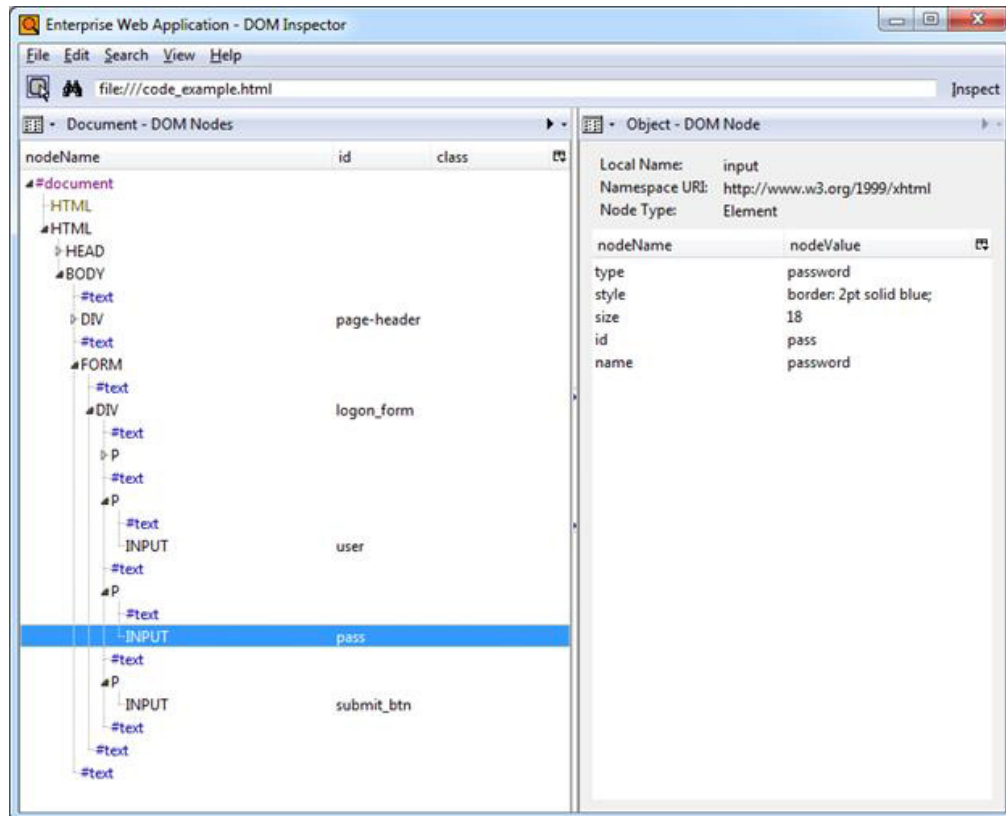 Enterprise Web Application - DOM Inspector
File Edit Search View Help
file:///code_example.html Inspect
Document - DOM Nodes
nodeName id class
#document
HTML
HTML
HEAD
BODY
#text
DIV page-header
#text
FORM
#text
DIV logon_form
#text
P
#text
P
#text
INPUT user
#text
P
#text
INPUT pass
#text
P
INPUT submit_btn
#text
#text
#text
Object - DOM Node
Local Name: input
Namespace URI: http://www.w3.org/1999/xhtml
Node Type: Element
nodeName nodeValue
type password
style border: 2pt solid blue;
size 18
id pass
name password